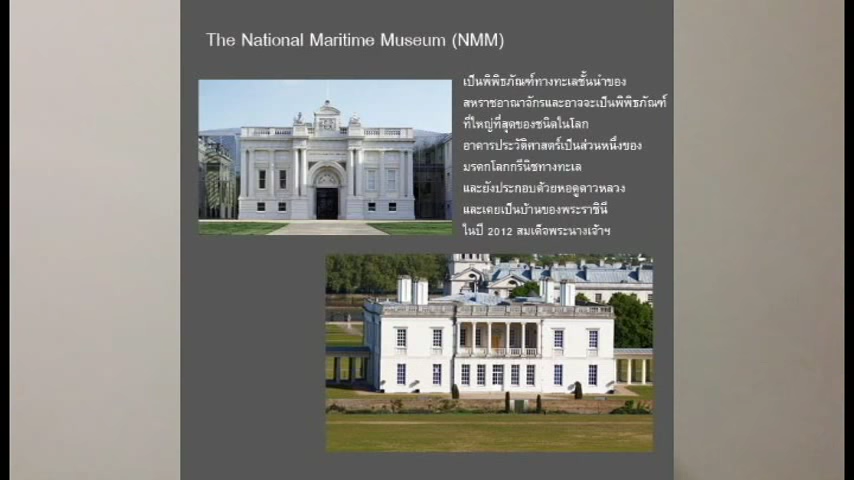 The National Maritime Museum (NMM)
เป็นพิพิธภัณฑ์ทางทะเลชั้นนำของ
สหราชอาณาจักรและอาจจะเป็นพิพิธภัณฑ์
ที่ใหญ่ที่สุดของชนิดในโลก
อาคารประวัติศาสตร์เป็นส่วนหนึ่งของ
มรดกโลกกรีนิชทางทะเล
และยังประกอบด้วยหอดูดาวหลวง
และเคยเป็นบ้านของพระราชินี
ในปี 2012 สมเด็จพระนางเจ้าฯ